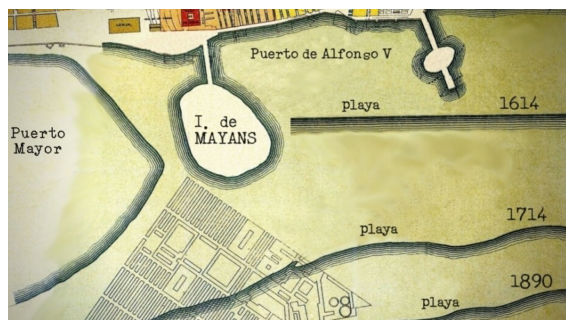 Puerto de Alfonso V
playa
1614
I. de
MAYANS
Puerto
Mayor
1714
playa
1890
playa